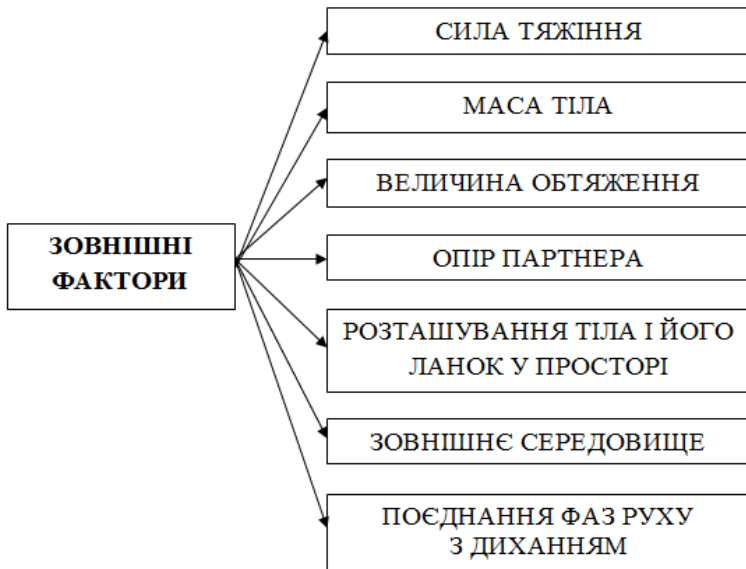 СИЛА ТЯЖІННЯ
МАСА ТІЛА
ВЕЛИЧИНА ОБТЯЖЕННЯ
ЗОВНІШНІ
ФАКТОРИ
ОПІР ПАРТНЕРА
РОЗТАШУВАННЯ ТІЛА І ЙОГО
ЛАНОК У ПРОСТОРІ
ЗОВНІШНЄ СЕРЕДОВИЩЕ
ПОЄДНАННЯ ФАЗ РУХУ
З ДИХАННЯМ